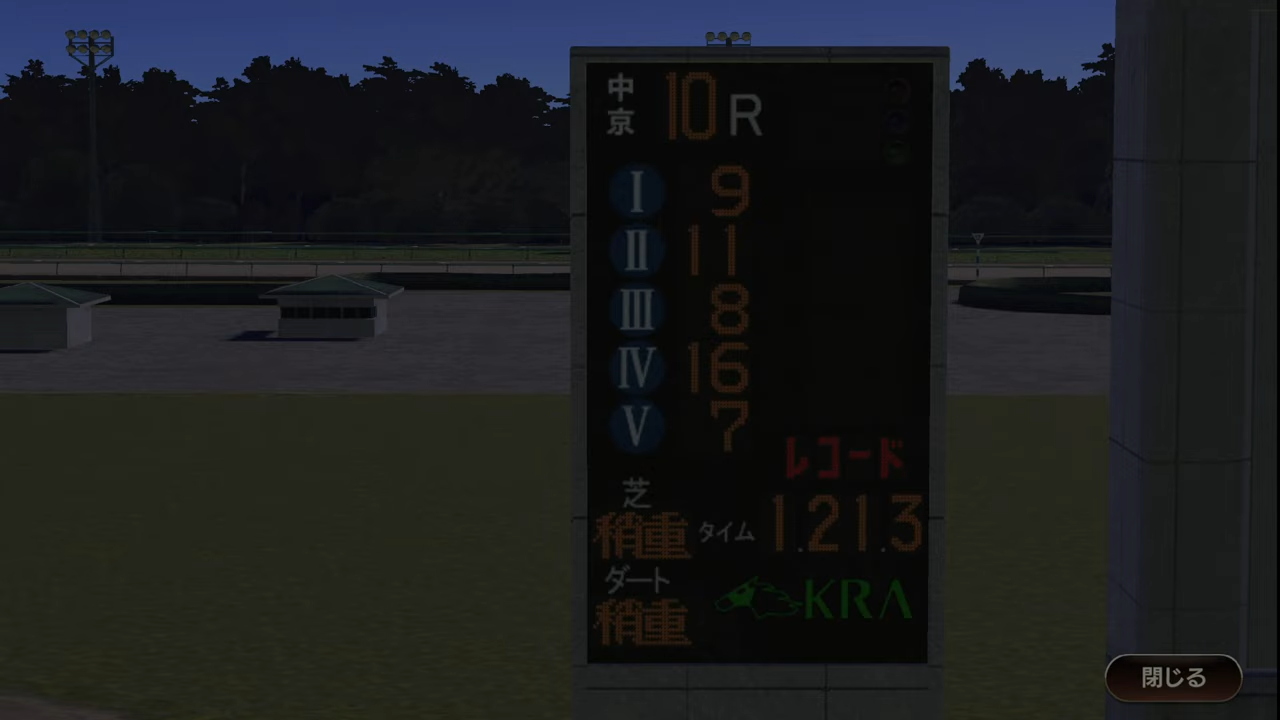 中京 10 R
Ⅰ 9
Ⅱ 11
Ⅲ 8
Ⅳ 16
Ⅴ 7
レコード
芝
稍重 タイム 1.21.3
ダート
稍重 KRA
閉じる